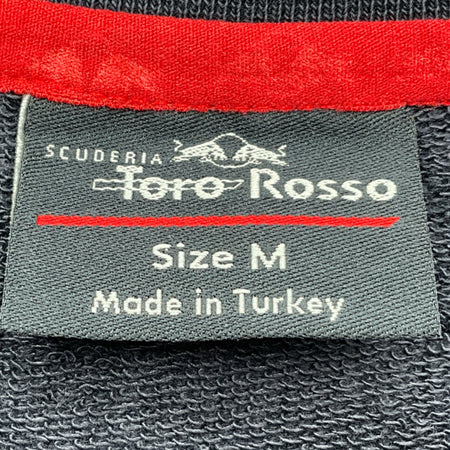 SCUDERIA
Toro Rosso
Size M
Made in Turkey